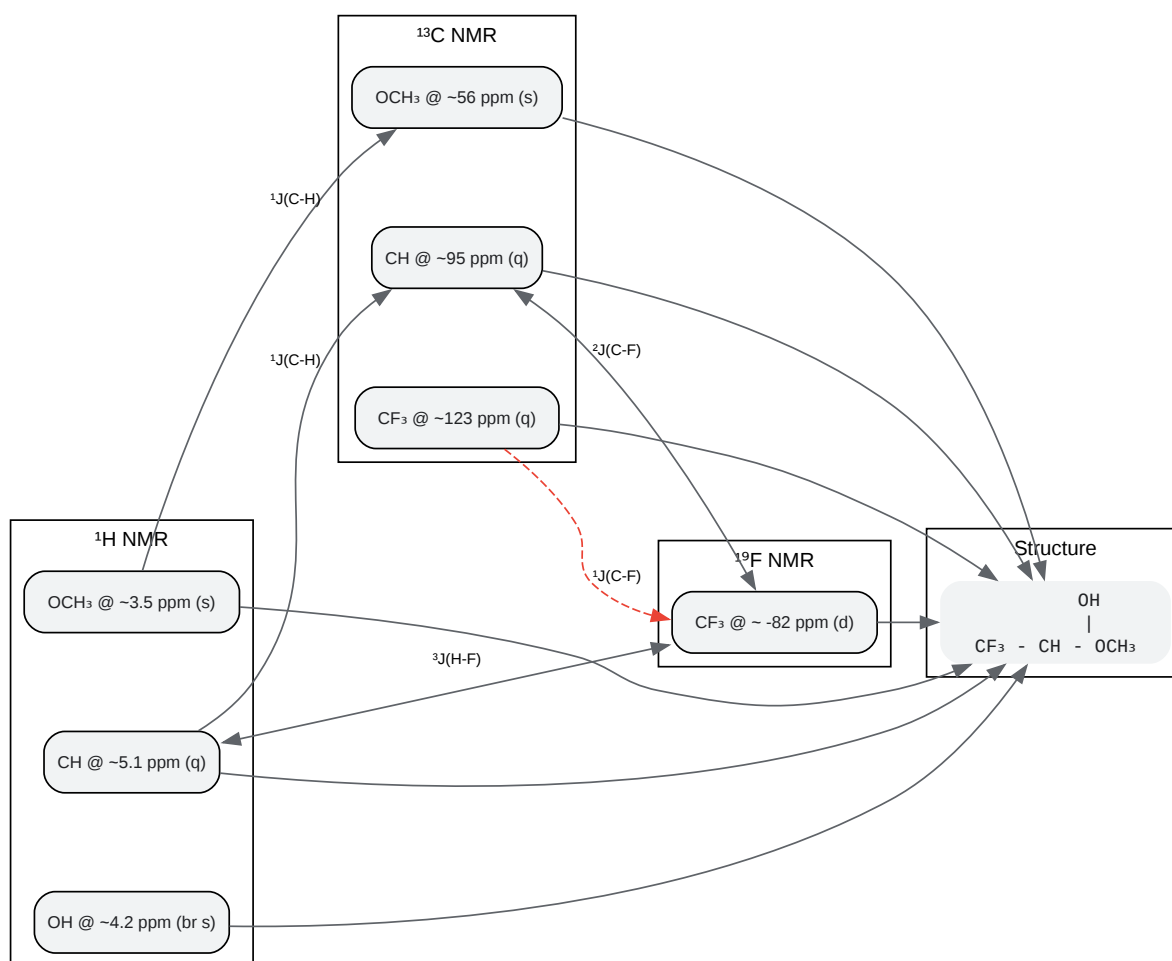 ¹³C NMR
OCH₃ @ ~56 ppm (s)
¹J(C-H)
CH @ ~95 ppm (q)
¹J(C-H)
²J(C-F)
CF₃ @ ~123 ppm (q)
¹H NMR
OCH₃ @ ~3.5 ppm (s)
³J(H-F)
CH @ ~5.1 ppm (q)
OH @ ~4.2 ppm (br s)
¹J(C-F)
¹⁹F NMR
CF₃ @ ~ -82 ppm (d)
Structure
OH
|
CF₃ - CH - OCH₃